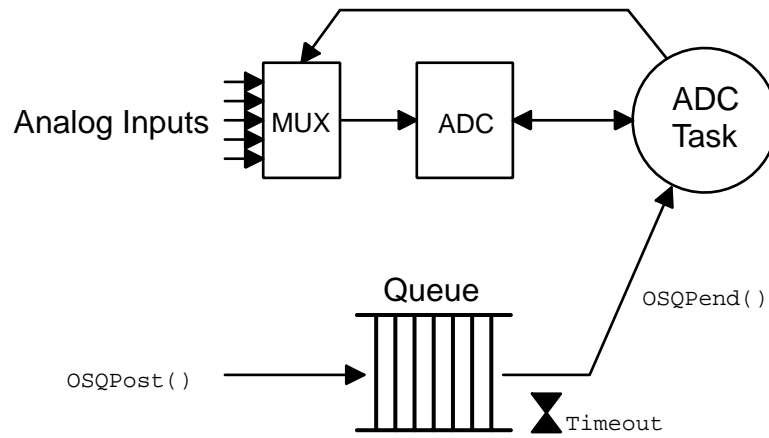 Analog Inputs
MUX
ADC
ADC
Task
Queue
OSQPend()
OSQPost()
Timeout